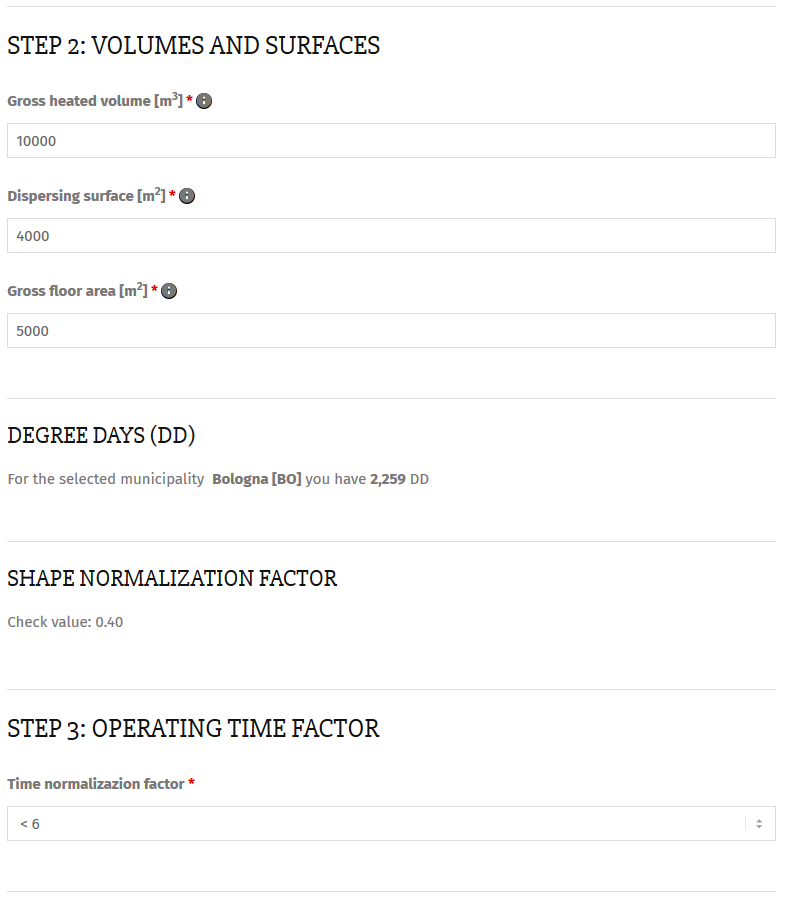 STEP 2: VOLUMES AND SURFACES
Gross heated volume [m³] *
10000
Dispersing surface [m²] *
4000
Gross floor area [m²] *
5000
DEGREE DAYS (DD)
For the selected municipality Bologna [BO] you have 2,259 DD
SHAPE NORMALIZATION FACTOR
Check value: 0.40
STEP 3: OPERATING TIME FACTOR
Time normalizazion factor *
< 6